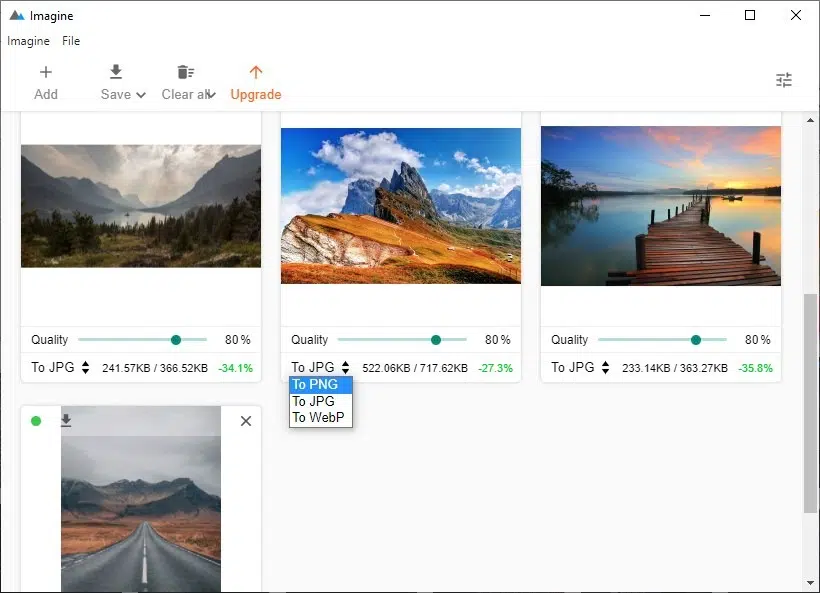 Imagine
Imagine File
Add Save Clear all Upgrade
Quality 80 % Quality 80 % Quality 80 %
To JPG 241.57KB / 366.52KB -34.1% To JPG 522.06KB / 717.62KB -27.3% To JPG 233.14KB / 363.27KB -35.8%
To PNG
To JPG
To WebP